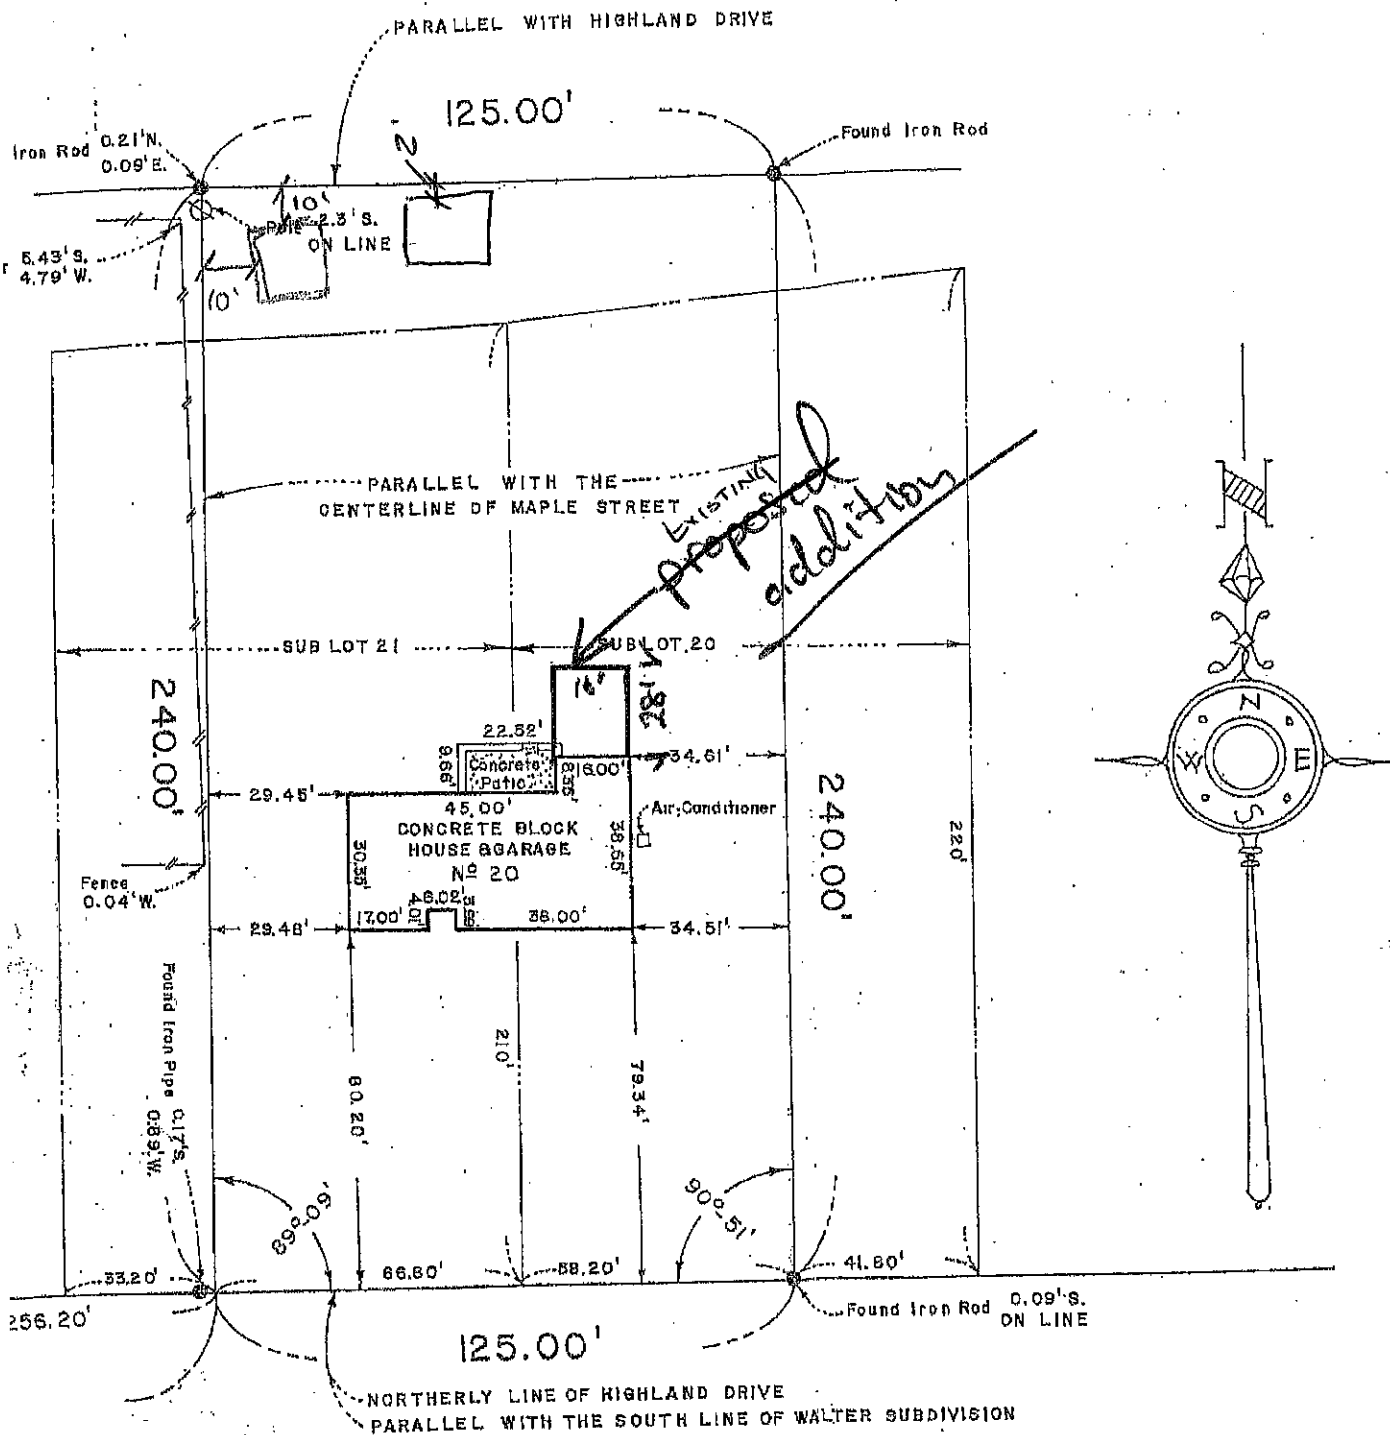 PARALLEL WITH HIGHLAND DRIVE
125.00'
Iron Rod 0.21'N.
0.09'E.
Found Iron Rod
2
10'
Pole 2.3'S.
ON LINE
5.43'S.
4.79'W.
10'
PARALLEL WITH THE
CENTERLINE OF MAPLE STREET
EXISTING
proposed
addition
SUB LOT 21
SUB LOT 20
240.00'
16'
22.52'
9.66'
Concrete
Patio
16.00'
34.61'
29.45'
45.00'
CONCRETE BLOCK
HOUSE & GARAGE
Nº 20
Air Conditioner
30.35'
38.65'
240.00'
220'
Fence
0.04'W.
17.00'
4.01'
6.02'
38.00'
29.48'
34.51'
N
E
S
W
Found Iron Pipe 0.17'S.
0.89'W.
80.20'
210'
79.34'
89°-09'
90°-51'
33.20'
66.80'
58.20'
41.80'
256.20'
125.00'
Found Iron Rod 0.09'S.
ON LINE
NORTHERLY LINE OF HIGHLAND DRIVE
PARALLEL WITH THE SOUTH LINE OF WALTER SUBDIVISION